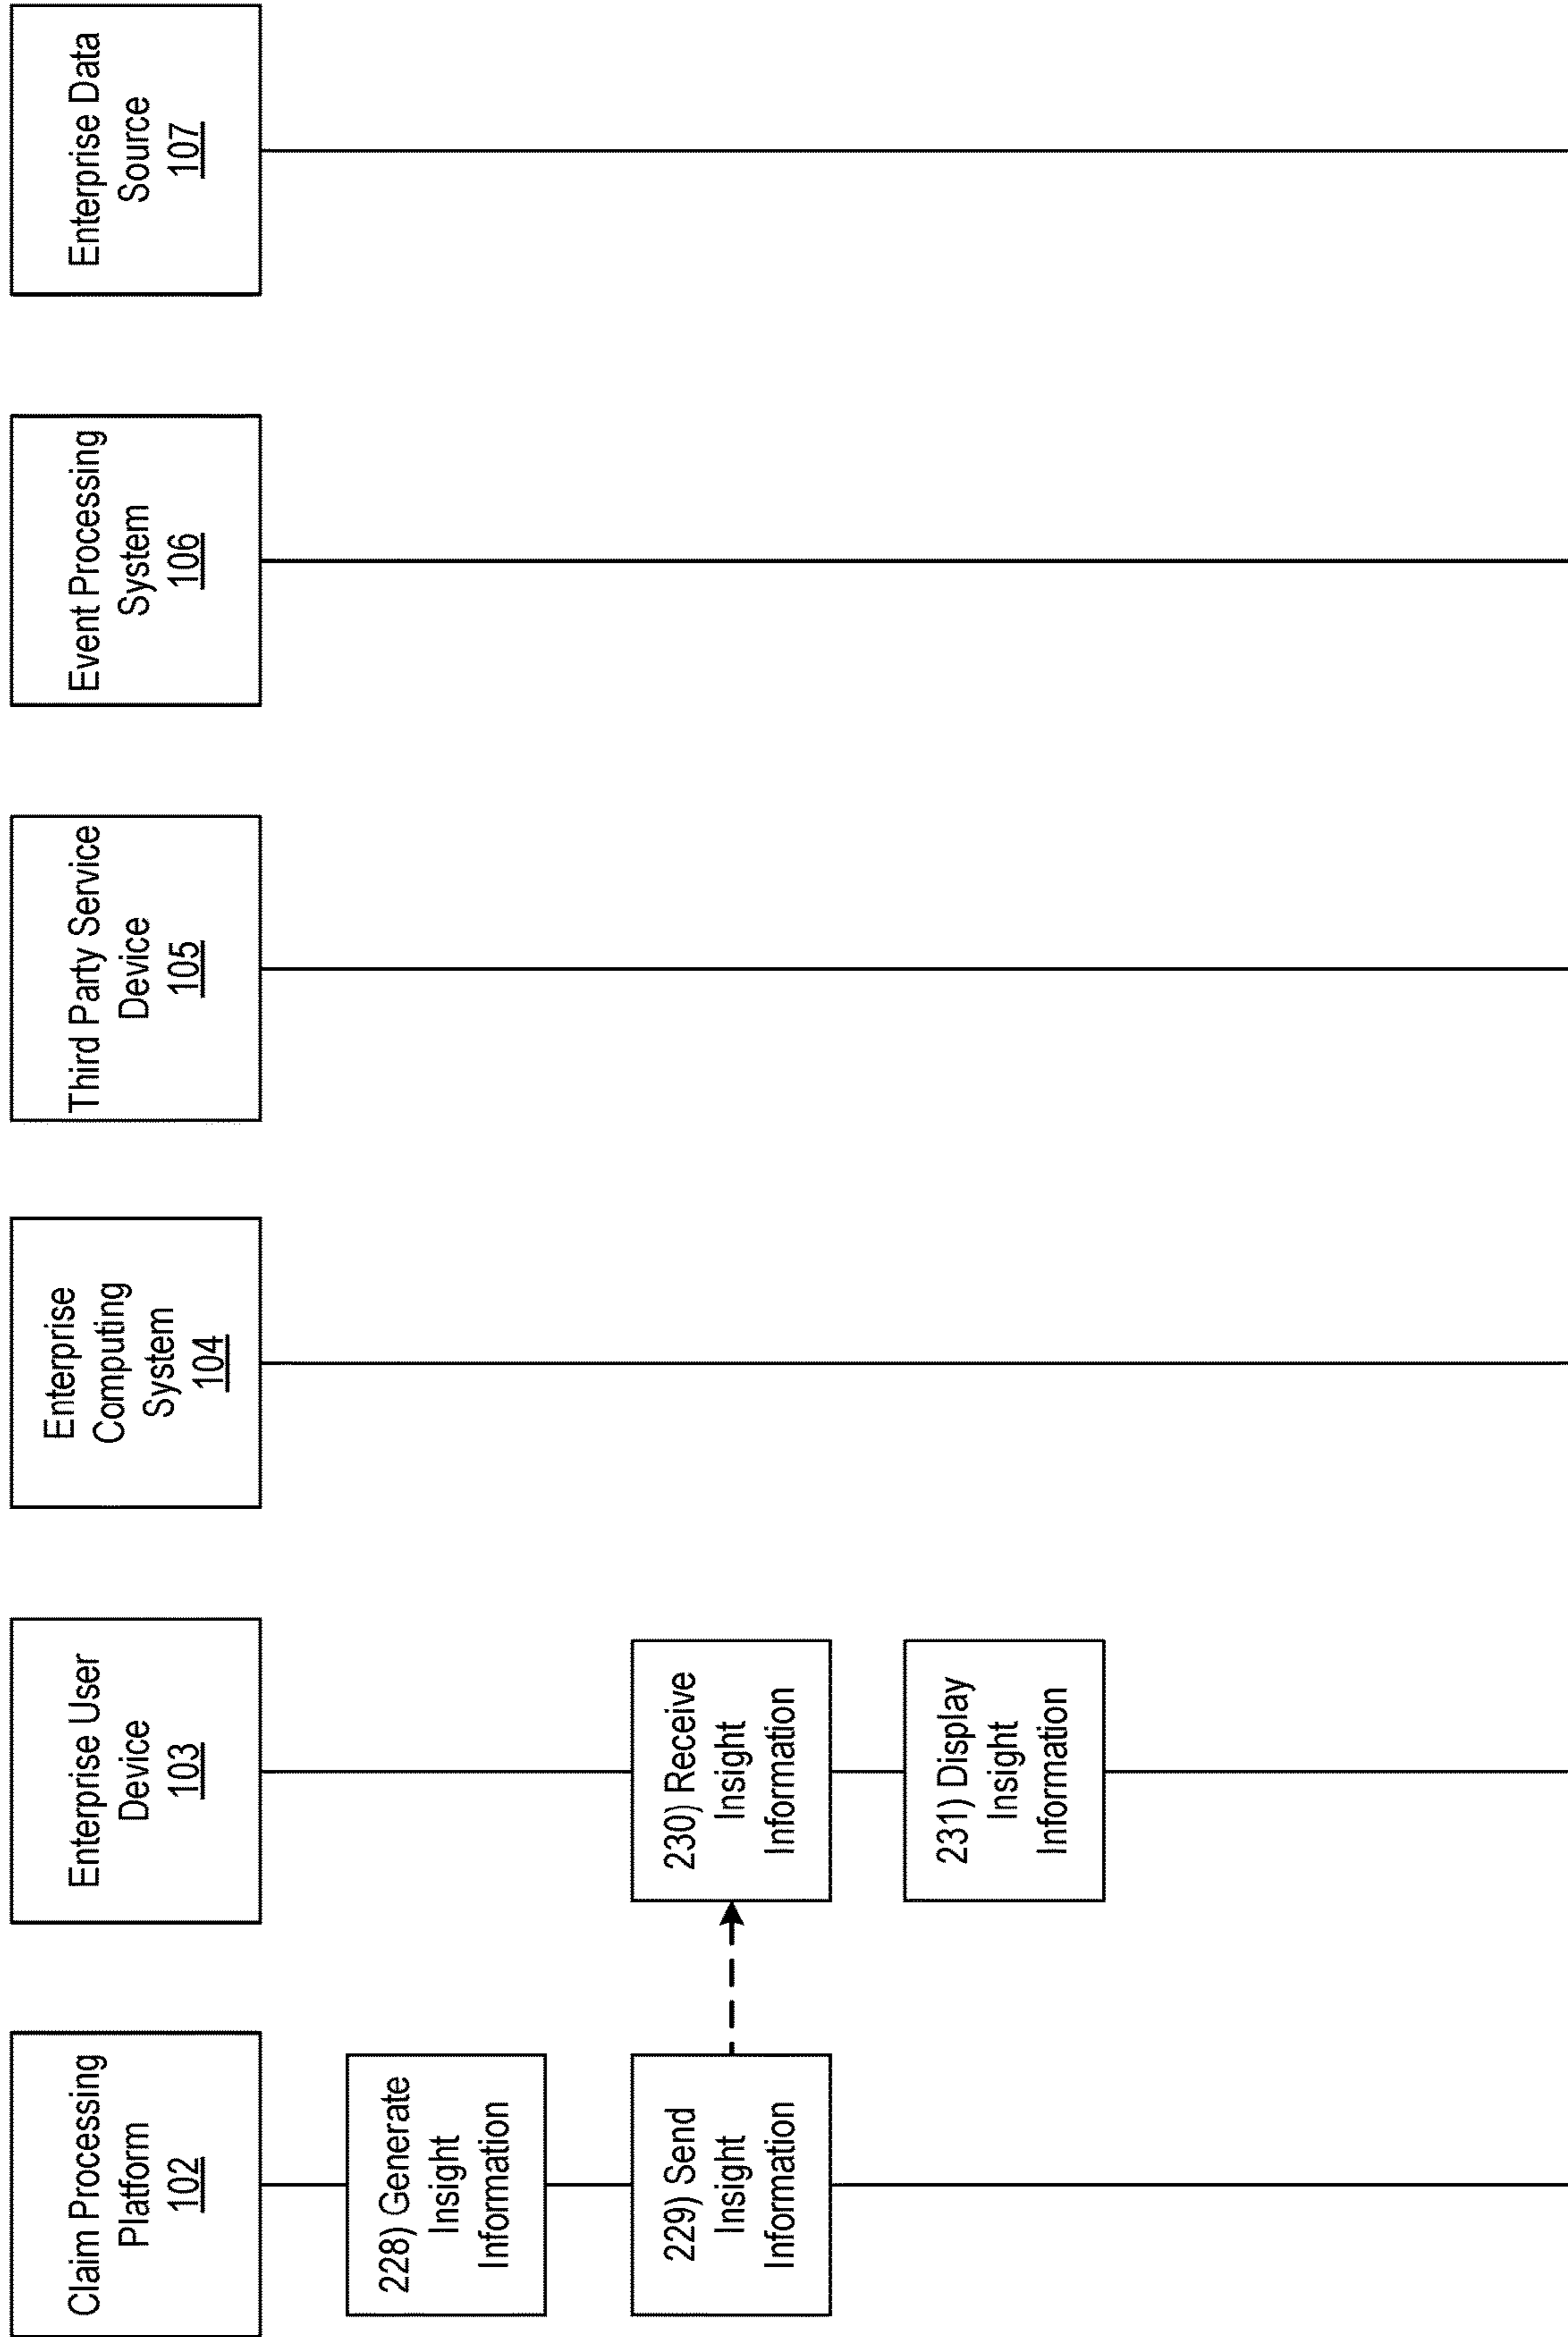 Claim Processing
Platform
102
Enterprise User
Device
103
Enterprise
Computing
System
104
Third Party Service
Device
105
Event Processing
System
106
Enterprise Data
Source
107
228) Generate
Insight
Information
229) Send
Insight
Information
230) Receive
Insight
Information
231) Display
Insight
Information